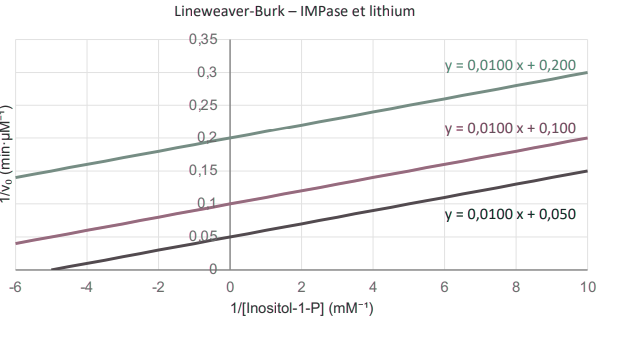 Lineweaver-Burk – IMPase et lithium
0,35
0,3
0,25
0,2
0,15
0,1
0,05
0
y = 0,0100 x + 0,200
y = 0,0100 x + 0,100
y = 0,0100 x + 0,050
1/v₀ (min·µM⁻¹)
-6 -4 -2 0 2 4 6 8 10
1/[Inositol-1-P] (mM⁻¹)